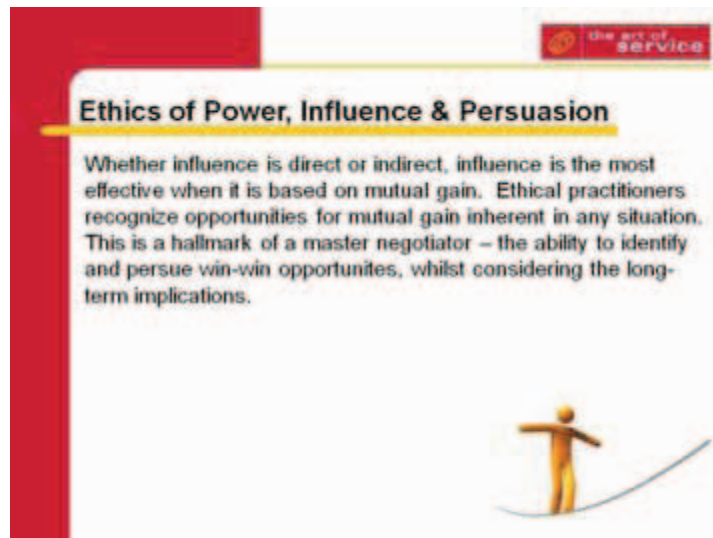 the art of
service
Ethics of Power, Influence & Persuasion
Whether influence is direct or indirect, influence is the most
effective when it is based on mutual gain. Ethical practitioners
recognize opportunities for mutual gain inherent in any situation.
This is a hallmark of a master negotiator – the ability to identify
and persue win-win opportunites, whilst considering the long-
term implications.